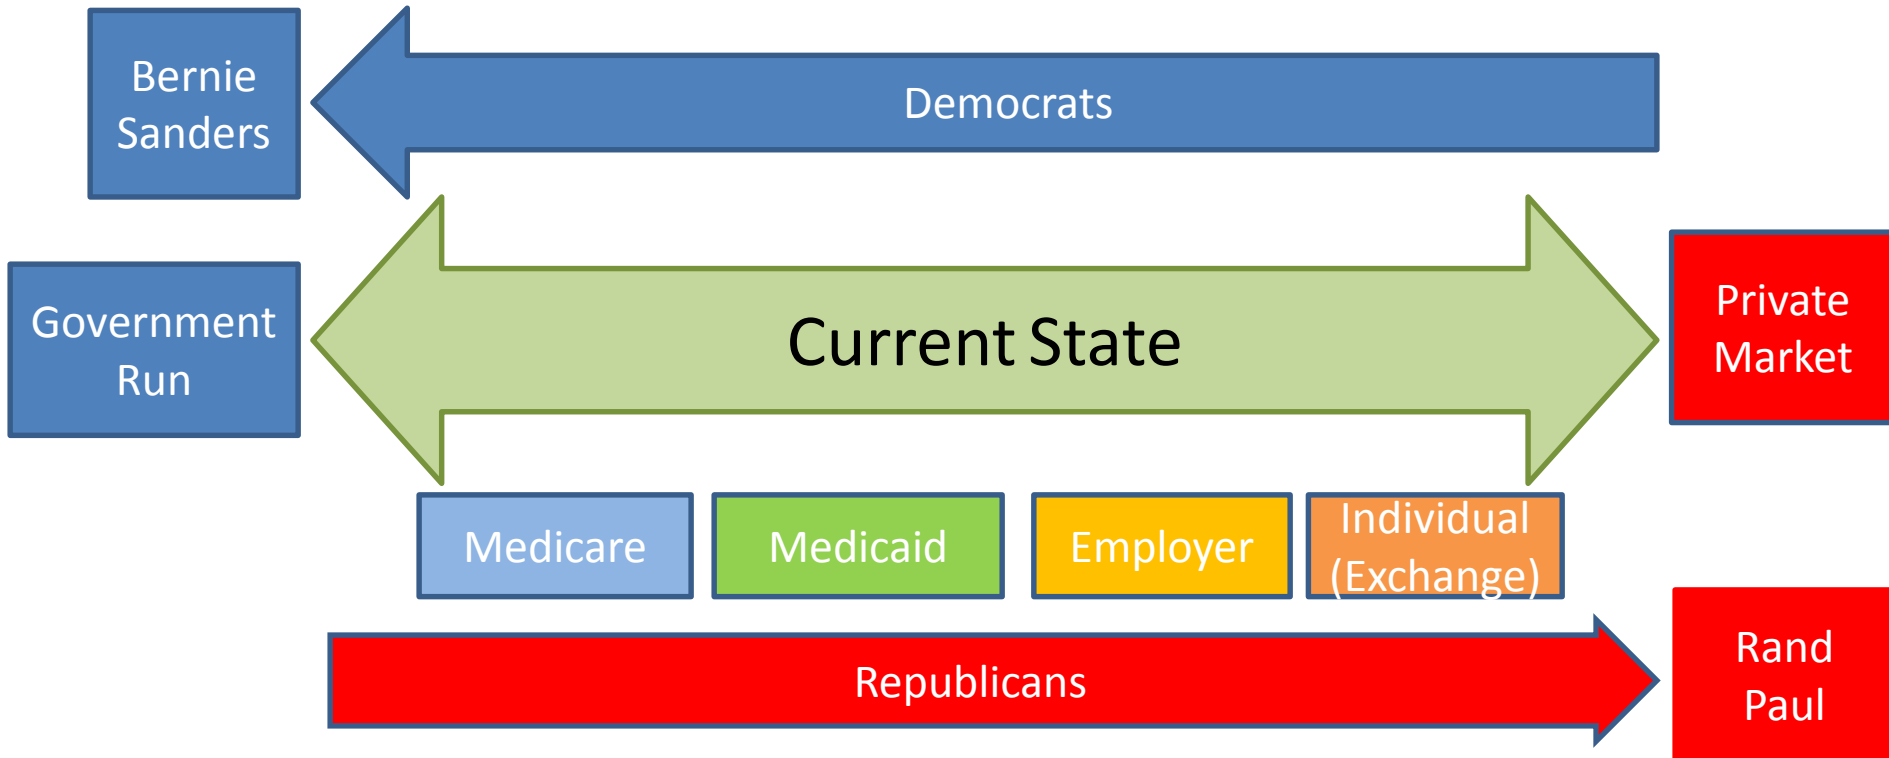 Bernie
Sanders
Democrats
Government
Run
Current State
Private
Market
Medicare
Medicaid
Employer
Individual
(Exchange)
Republicans
Rand
Paul